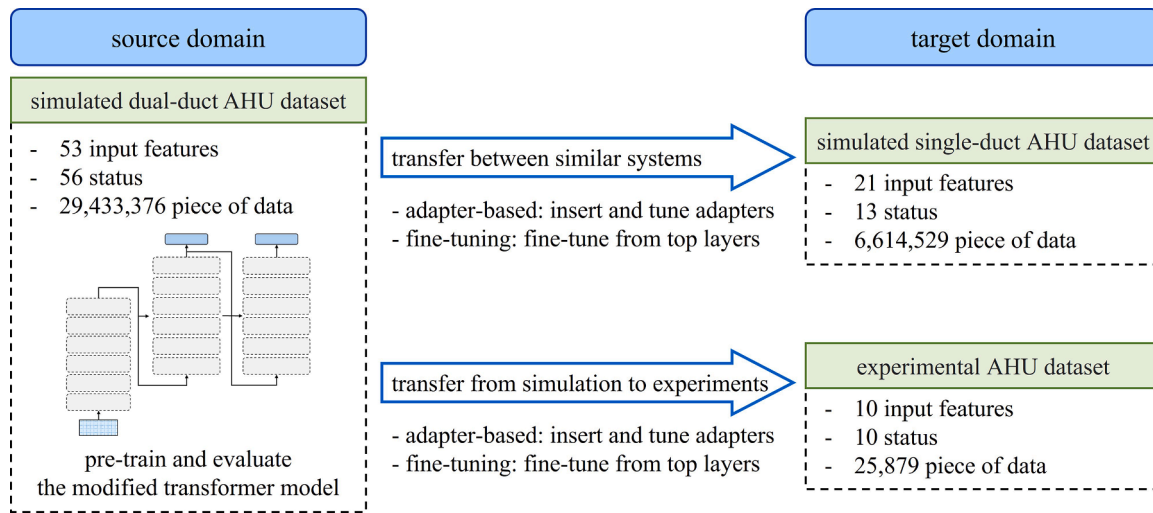 source domain
simulated dual-duct AHU dataset
- 53 input features
- 56 status
- 29,433,376 piece of data
pre-train and evaluate
the modified transformer model
transfer between similar systems
- adapter-based: insert and tune adapters
- fine-tuning: fine-tune from top layers
transfer from simulation to experiments
- adapter-based: insert and tune adapters
- fine-tuning: fine-tune from top layers
target domain
simulated single-duct AHU dataset
- 21 input features
- 13 status
- 6,614,529 piece of data
experimental AHU dataset
- 10 input features
- 10 status
- 25,879 piece of data